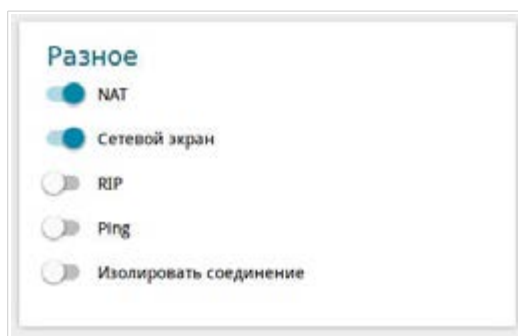 Разное
NAT
Сетевой экран
RIP
Ping
Изолировать соединение